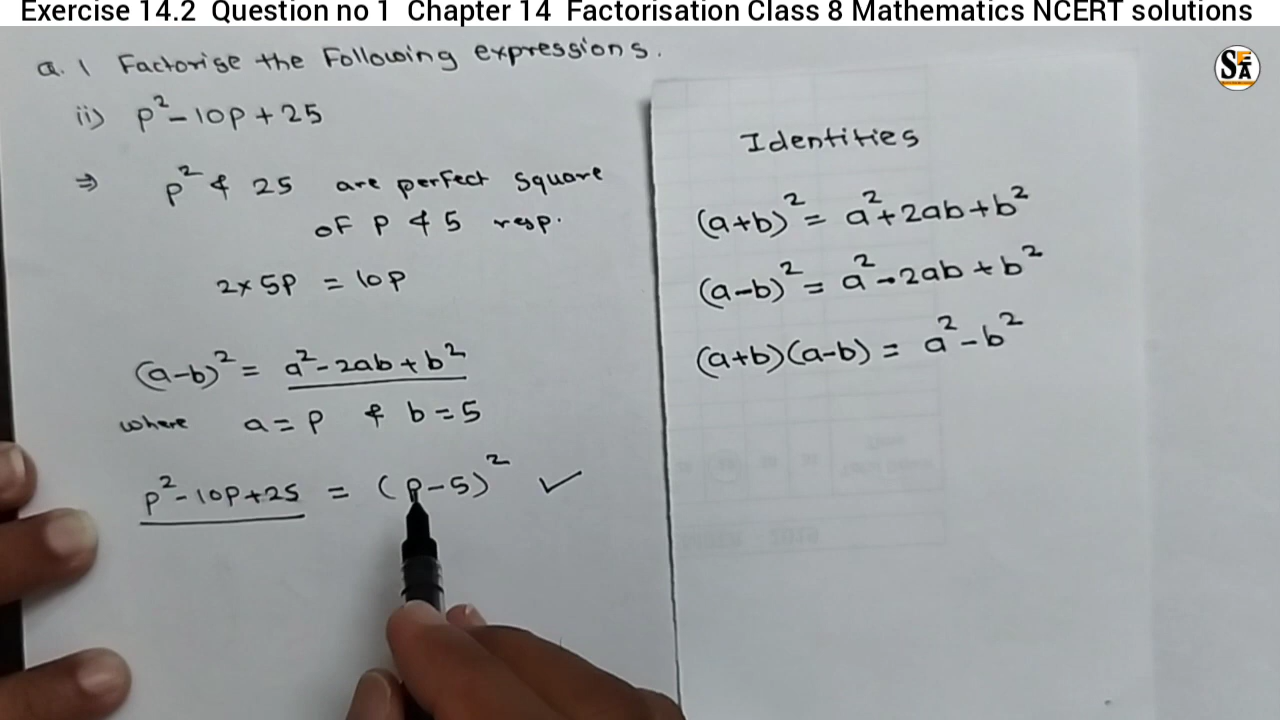 Exercise 14.2 Question no 1 Chapter 14 Factorisation Class 8 Mathematics NCERT solutions
SFA
Q. 1 Factorise the Following expressions.
ii) p² - 10p + 25
⇒ p² & 25 are perfect square
of p & 5 resp.
2 × 5p = 10p
(a-b)² = a² - 2ab + b²
where a = p & b = 5
p² - 10p + 25 = (p - 5)² ✓
Identities
(a+b)² = a² + 2ab + b²
(a-b)² = a² - 2ab + b²
(a+b)(a-b) = a² - b²